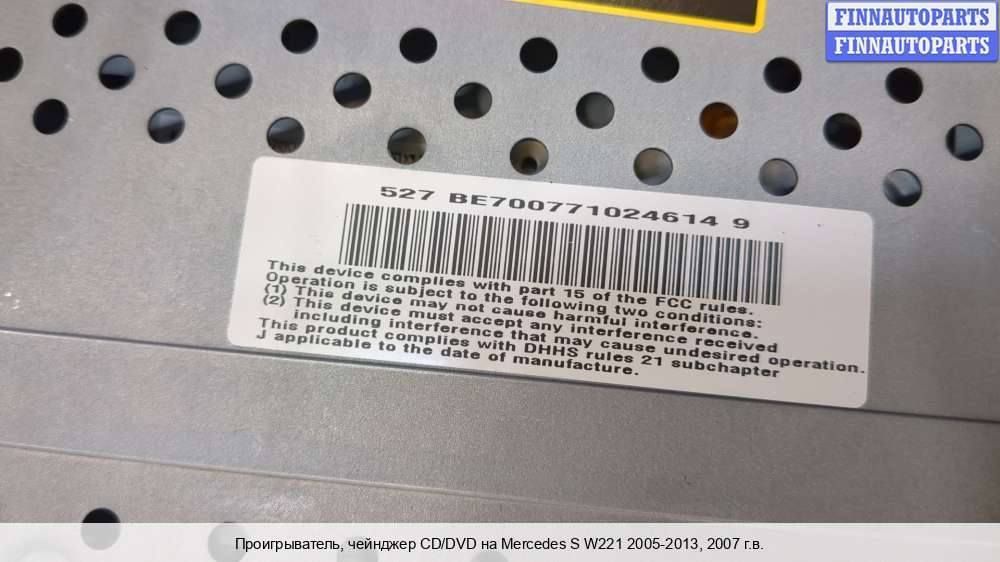 FINNAUTOPARTS
FINNAUTOPARTS
527 BE700771024614 9
This device complies with part 15 of the FCC rules.
Operation is subject to the following two conditions:
(1) This device may not cause harmful interference.
(2) This device must accept any interference received
including interference that may cause undesired operation.
This product complies with DHHS rules 21 subchapter
J applicable to the date of manufacture.
Проигрыватель, чейнджер CD/DVD на Mercedes S W221 2005-2013, 2007 г.в.